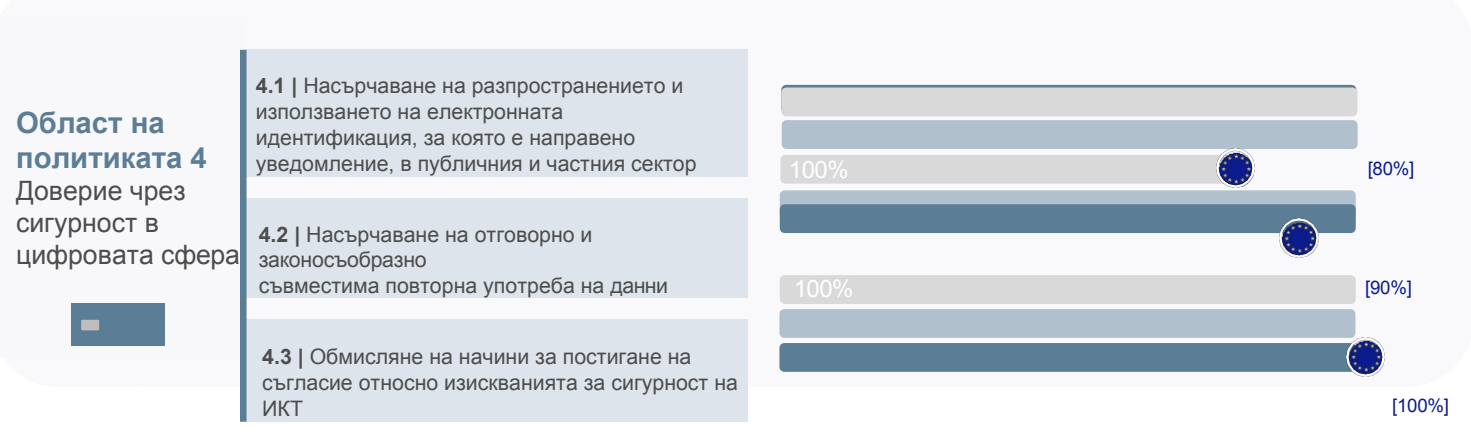 Област на
политиката 4
Доверие чрез
сигурност в
цифровата сфера
4.1 | Насърчаване на разпространението и
използването на електронната
идентификация, за която е направено
уведомление, в публичния и частния сектор
4.2 | Насърчаване на отговорно и
законосъобразно
съвместима повторна употреба на данни
4.3 | Обмисляне на начини за постигане на
съгласие относно изискванията за сигурност на
ИКТ
100%
[80%]
100%
[90%]
[100%]